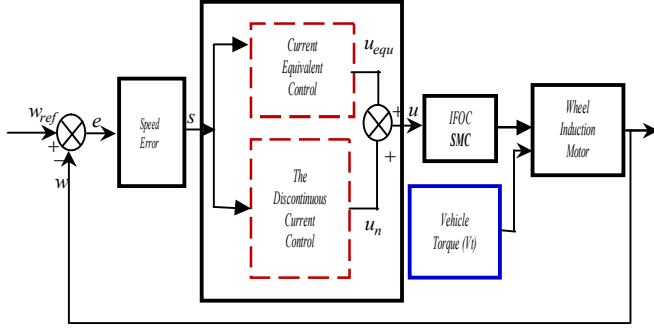 Current
Equivalent
Control
u_equ
w_ref
e
Speed
Error
s
+
u
IFOC
SMC
Wheel
Induction
Motor
+
−
w
+
The
Discontinuous
Current
Control
u_n
Vehicle
Torque (Vt)